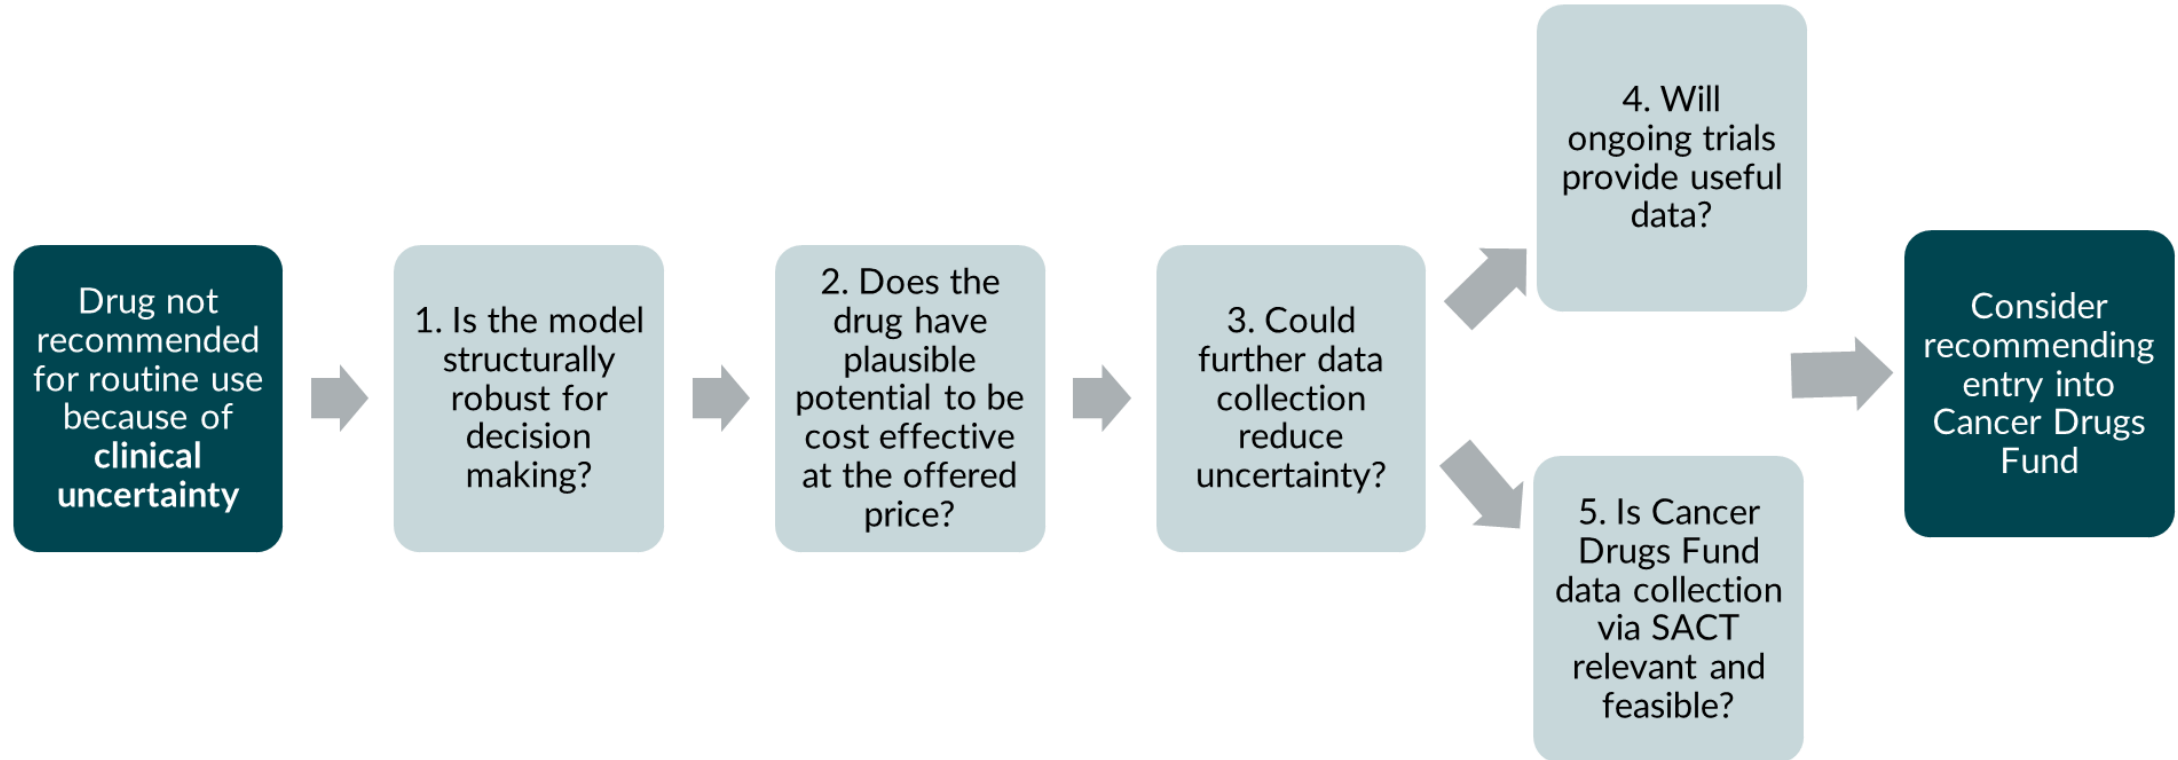 Drug not
recommended
for routine use
because of
clinical
uncertainty
1. Is the model
structurally
robust for
decision
making?
2. Does the
drug have
plausible
potential to be
cost effective
at the offered
price?
3. Could
further data
collection
reduce
uncertainty?
4. Will
ongoing trials
provide useful
data?
5. Is Cancer
Drugs Fund
data collection
via SACT
relevant and
feasible?
Consider
recommending
entry into
Cancer Drugs
Fund